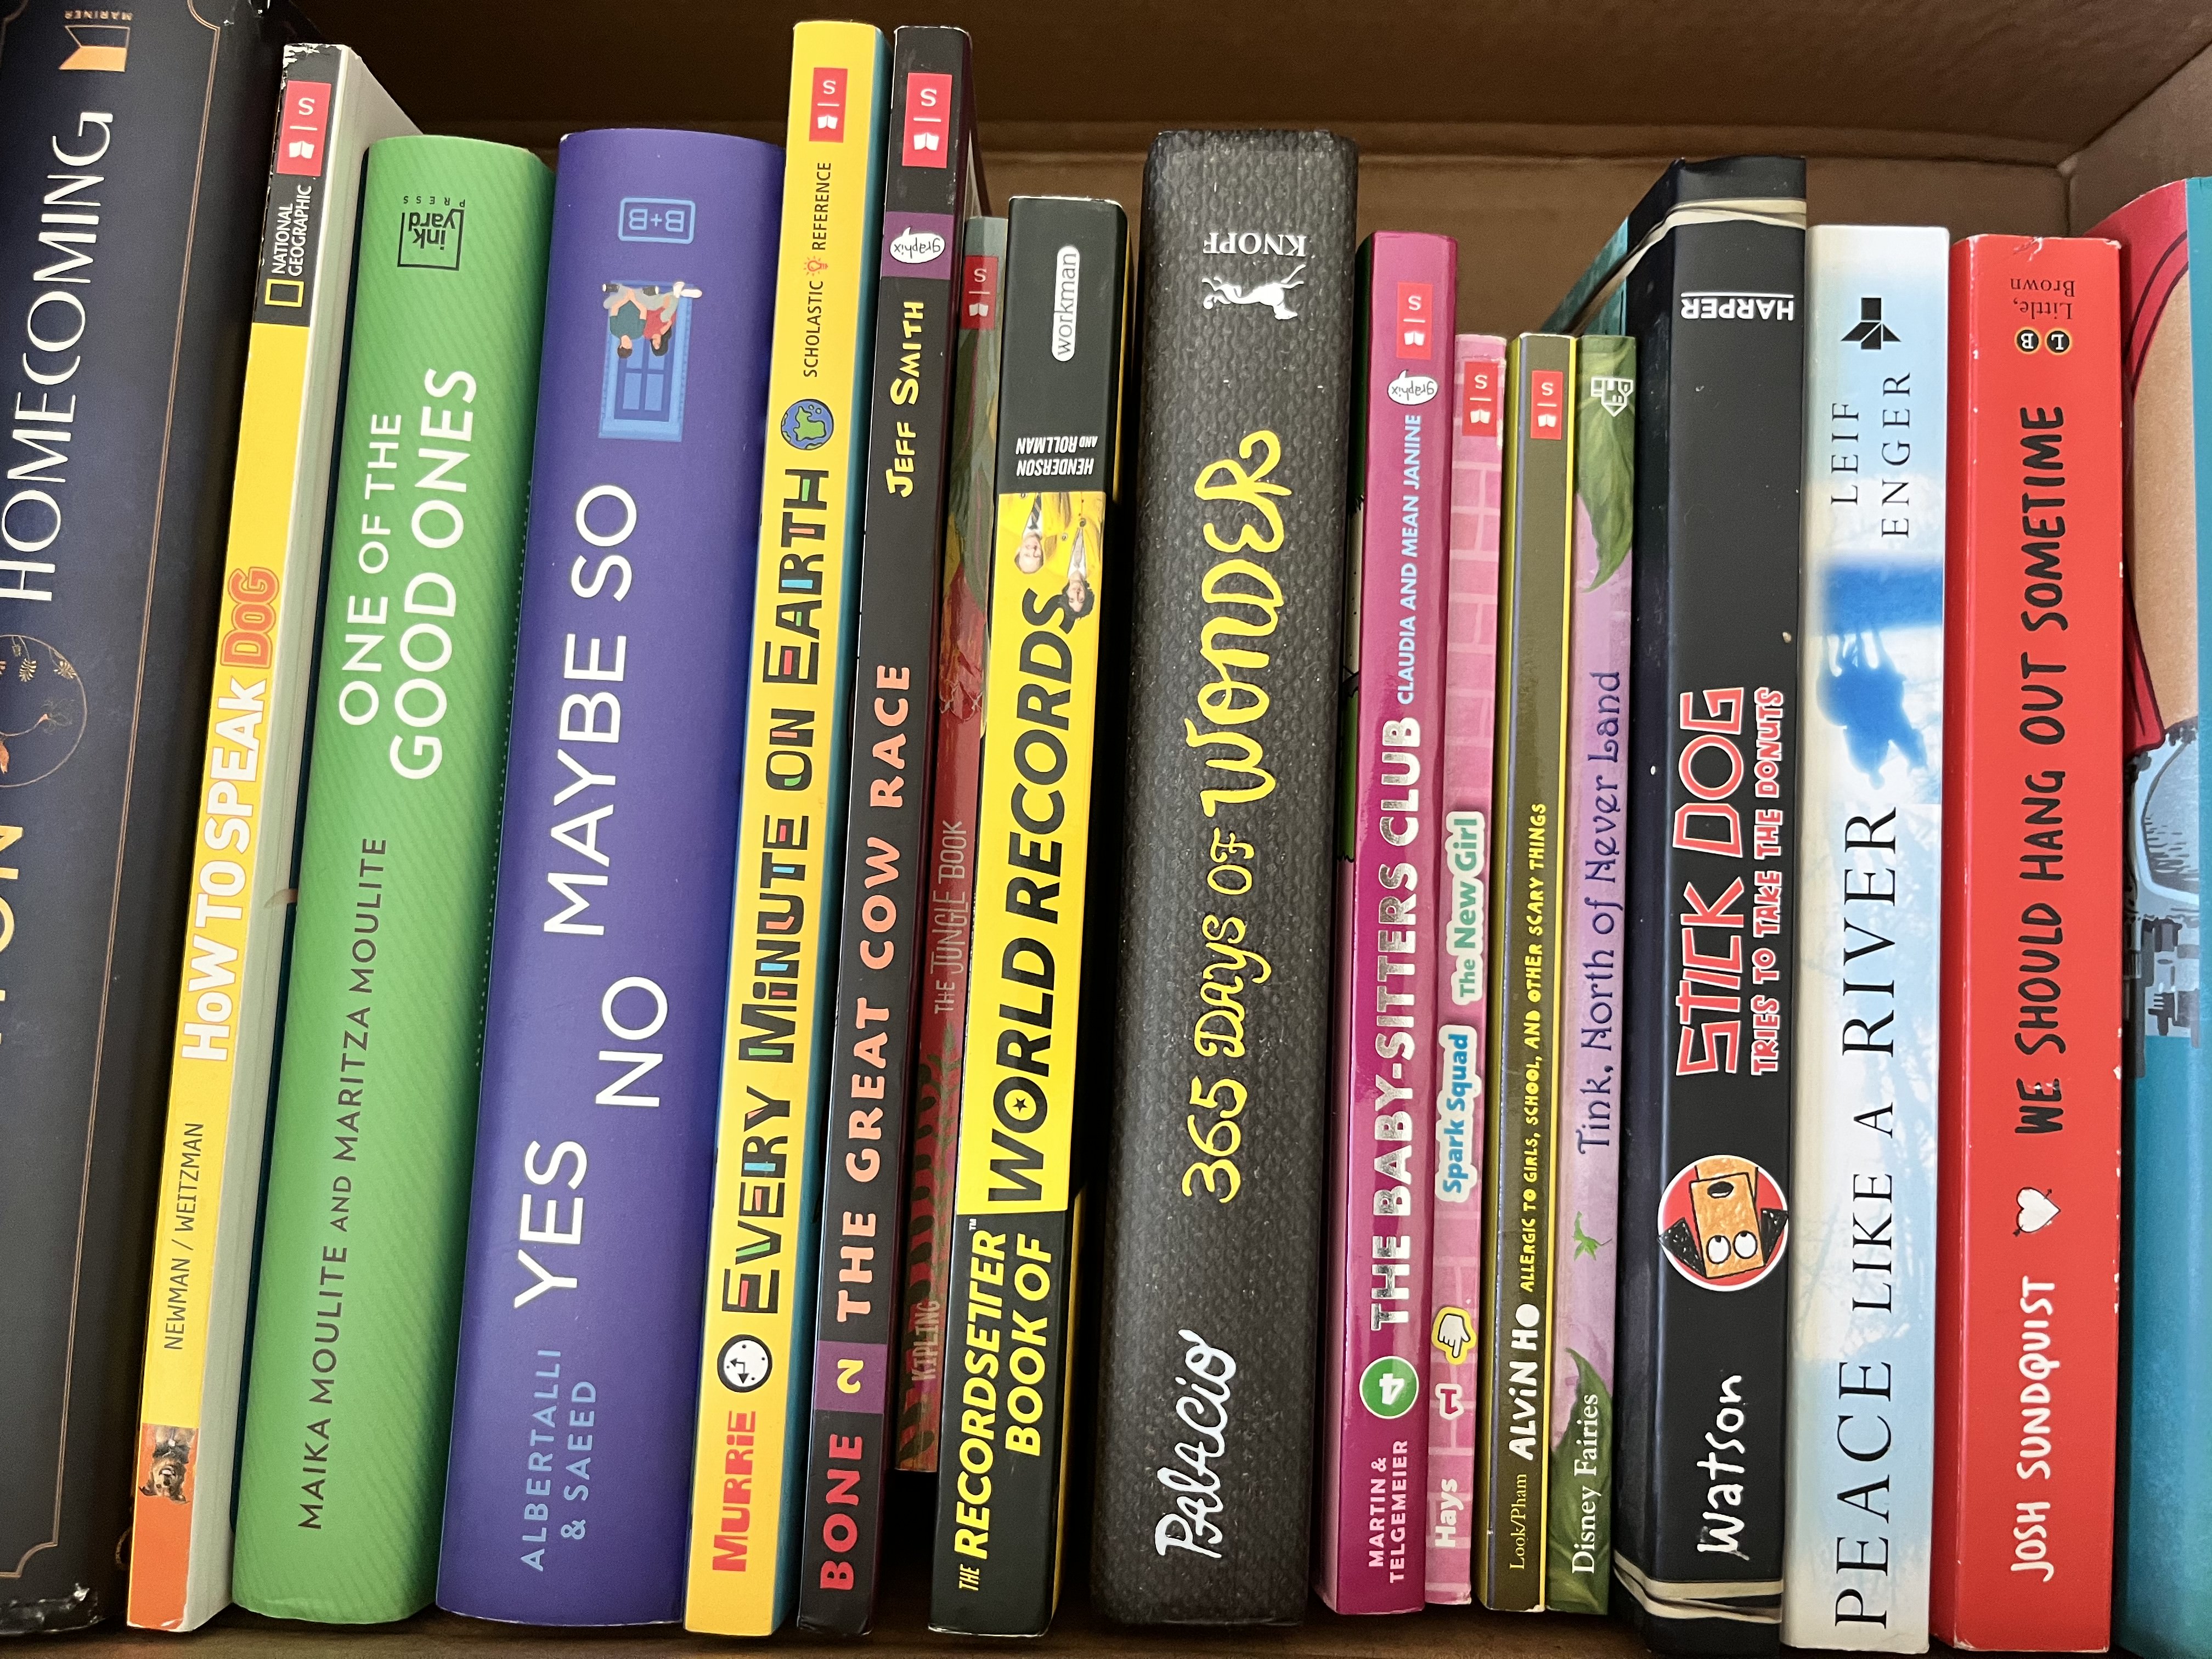 HOMECOMING
MARINER
NEWMAN / WEITZMAN HOW TO SPEAK DOG NATIONAL GEOGRAPHIC S
MAIKA MOULITE AND MARITZA MOULITE
ONE OF THE
GOOD ONES
ink yard PRESS
ALBERTALLI
& SAEED
YES
NO
MAYBE SO
B+B
MURRiE EVERY MiNUTE ON EARTH SCHOLASTIC REFERENCE S
BONE 2 THE GREAT COW RACE JEFF SMITH graphix S
KIPLING THE JUNGLE BOOK S
THE RECORDSETTER™
BOOK OF
WORLD RECORDS
HENDERSON
AND ROLLMAN
workman
PALACiO 365 DAYS OF WONDER KNOPF
MARTIN &
TELGEMEIER
4 THE BABY-SITTERS CLUB CLAUDIA AND MEAN JANINE graphix S
Hays 1 Spark Squad The New Girl S
Look/Pham ALViN HO ALLERGIC TO GIRLS, SCHOOL, AND OTHER SCARY THINGS S
Disney Fairies Tink, North of Never Land
Watson
STICK DOG
TRIES TO TAKE THE DONUTS
HARPER
PEACE LIKE A RIVER
LEIF
ENGER
JOSH SUNDQUIST WE SHOULD HANG OUT SOMETIME
L B
Little,
Brown